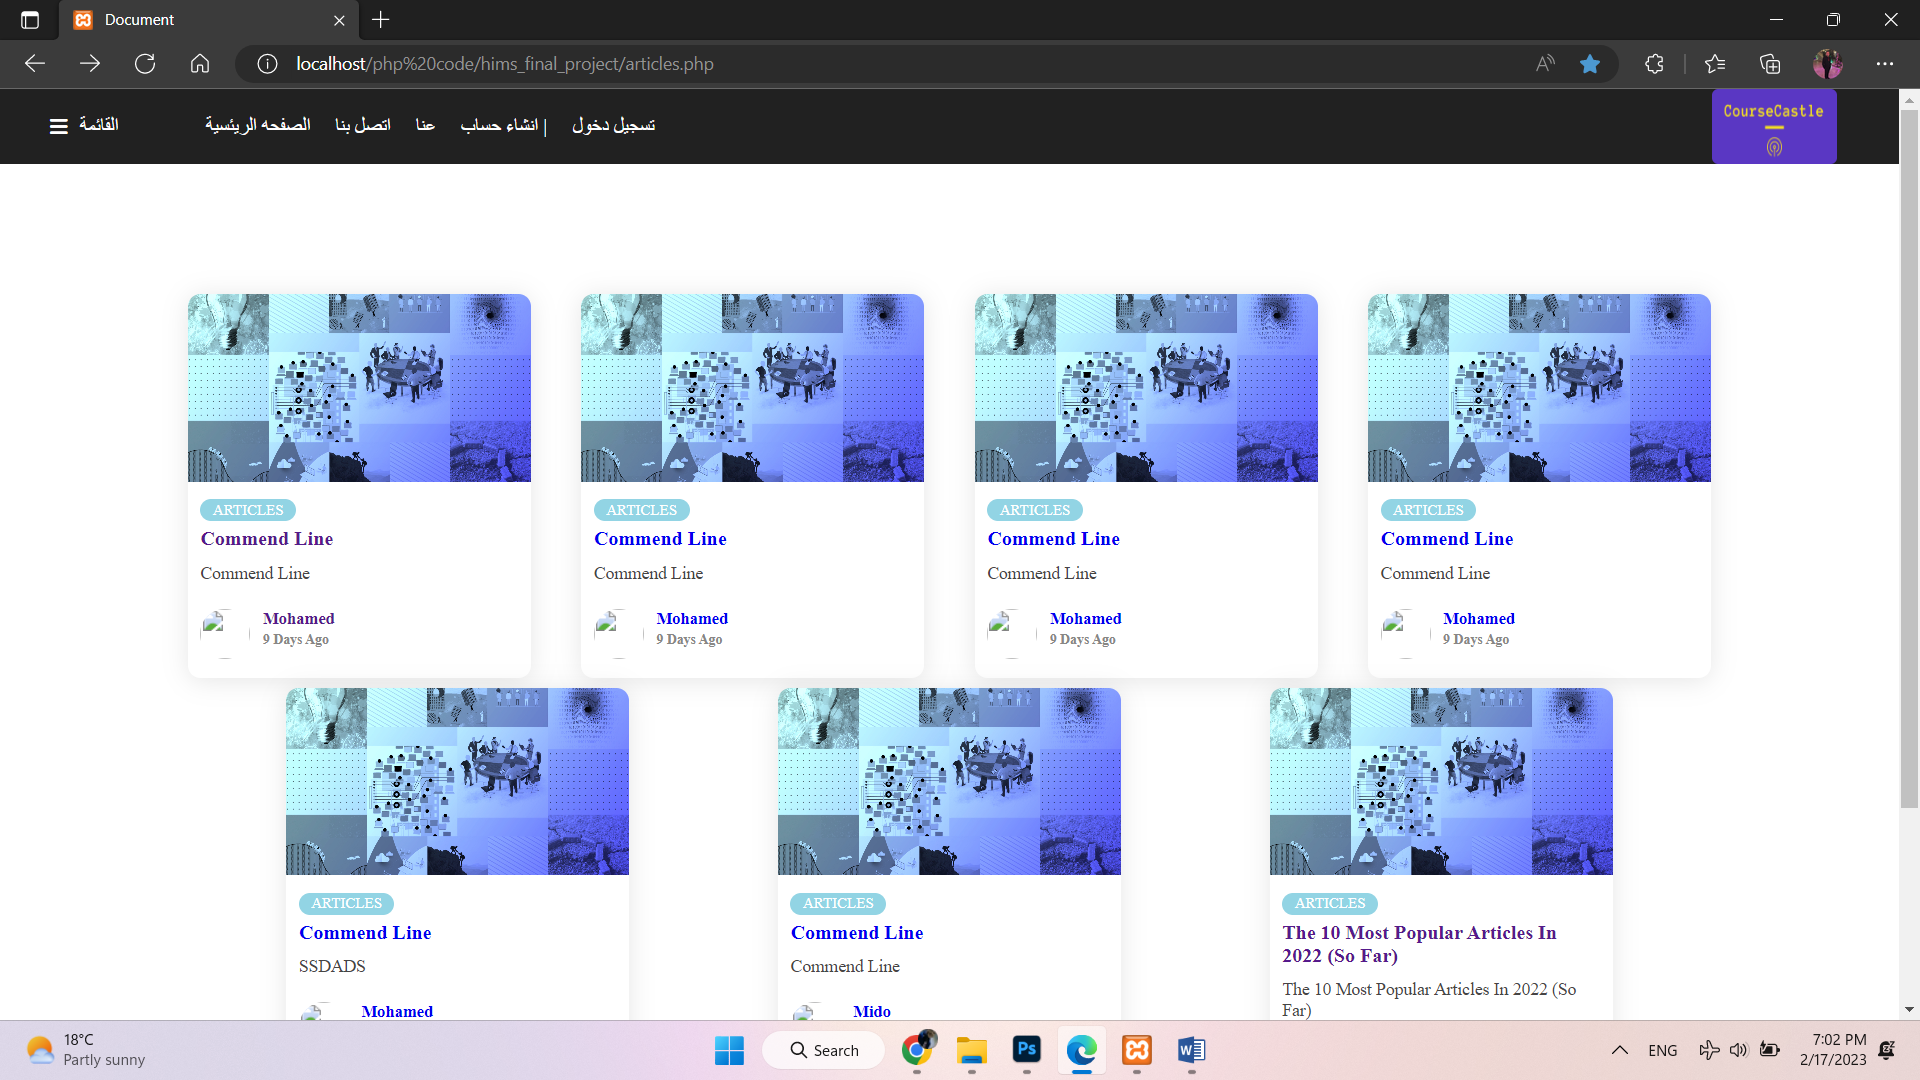 Document
localhost/php%20code/hims_final_project/articles.php
القائمة
الصفحه الريئسية
اتصل بنا
عنا
انشاء حساب |
تسجيل دخول
CourseCastle
ARTICLES
Commend Line
Commend Line
Mohamed
9 Days Ago
ARTICLES
Commend Line
Commend Line
Mohamed
9 Days Ago
ARTICLES
Commend Line
Commend Line
Mohamed
9 Days Ago
ARTICLES
Commend Line
Commend Line
Mohamed
9 Days Ago
ARTICLES
Commend Line
SSDADS
Mohamed
ARTICLES
Commend Line
Commend Line
Mido
ARTICLES
The 10 Most Popular Articles In
2022 (So Far)
The 10 Most Popular Articles In 2022 (So
Far)
18°C
Partly sunny
Search
Ps
ENG
7:02 PM
2/17/2023